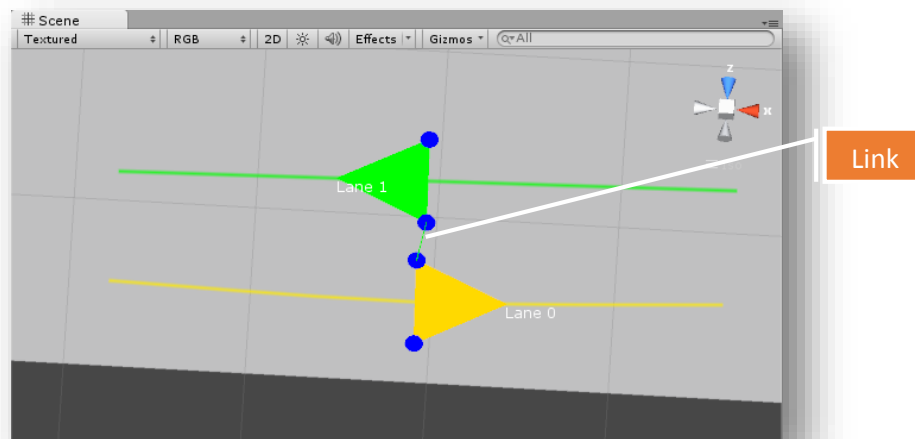 Scene
Textured RGB 2D Effects Gizmos All
z
x
Lane 1
Link
Lane 0